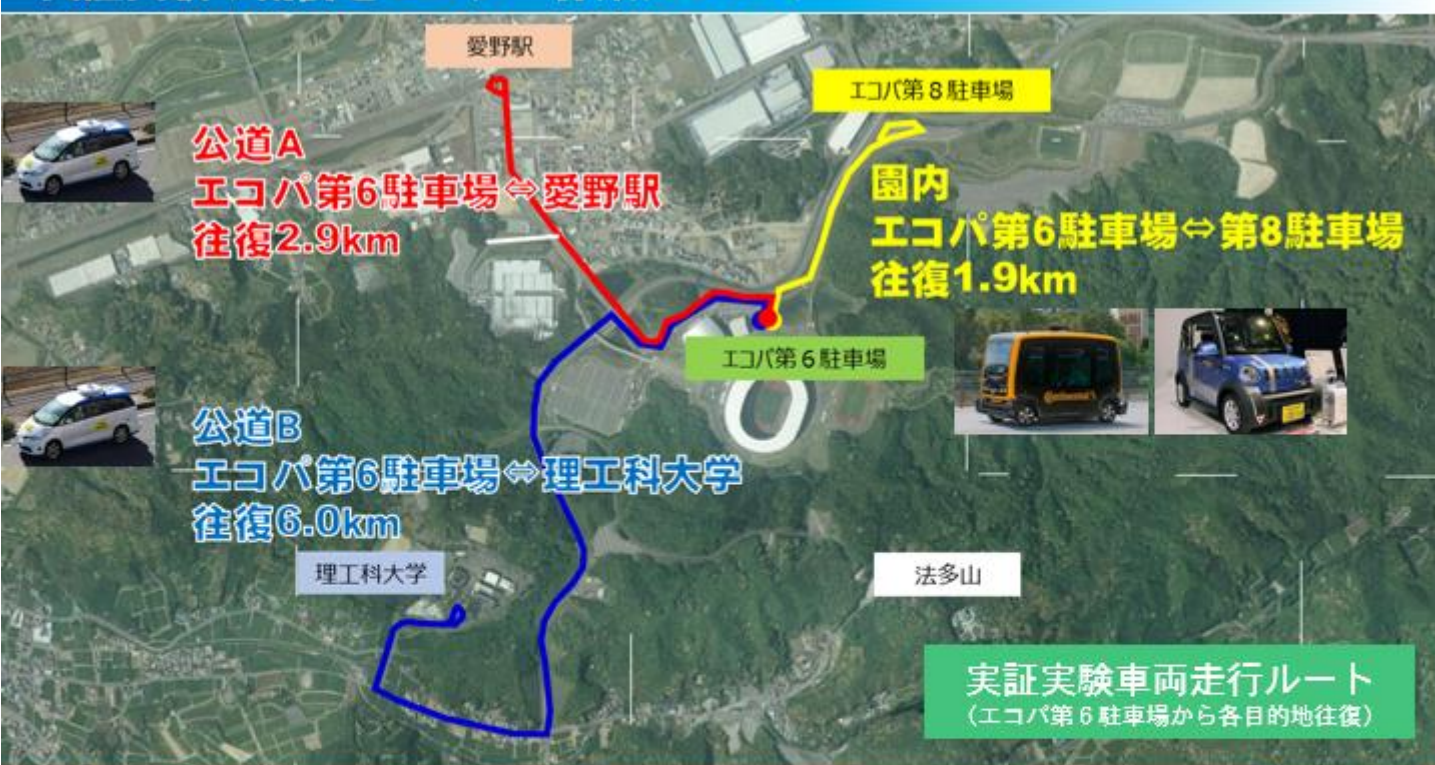 愛野駅
エコパ第８駐車場
公道A
エコパ第6駐車場⇔愛野駅
往復2.9km
園内
エコパ第6駐車場⇔第8駐車場
往復1.9km
エコパ第６駐車場
Continental
公道B
エコパ第6駐車場⇔理工科大学
往復6.0km
理工科大学
法多山
実証実験車両走行ルート
(エコパ第６駐車場から各目的地往復)